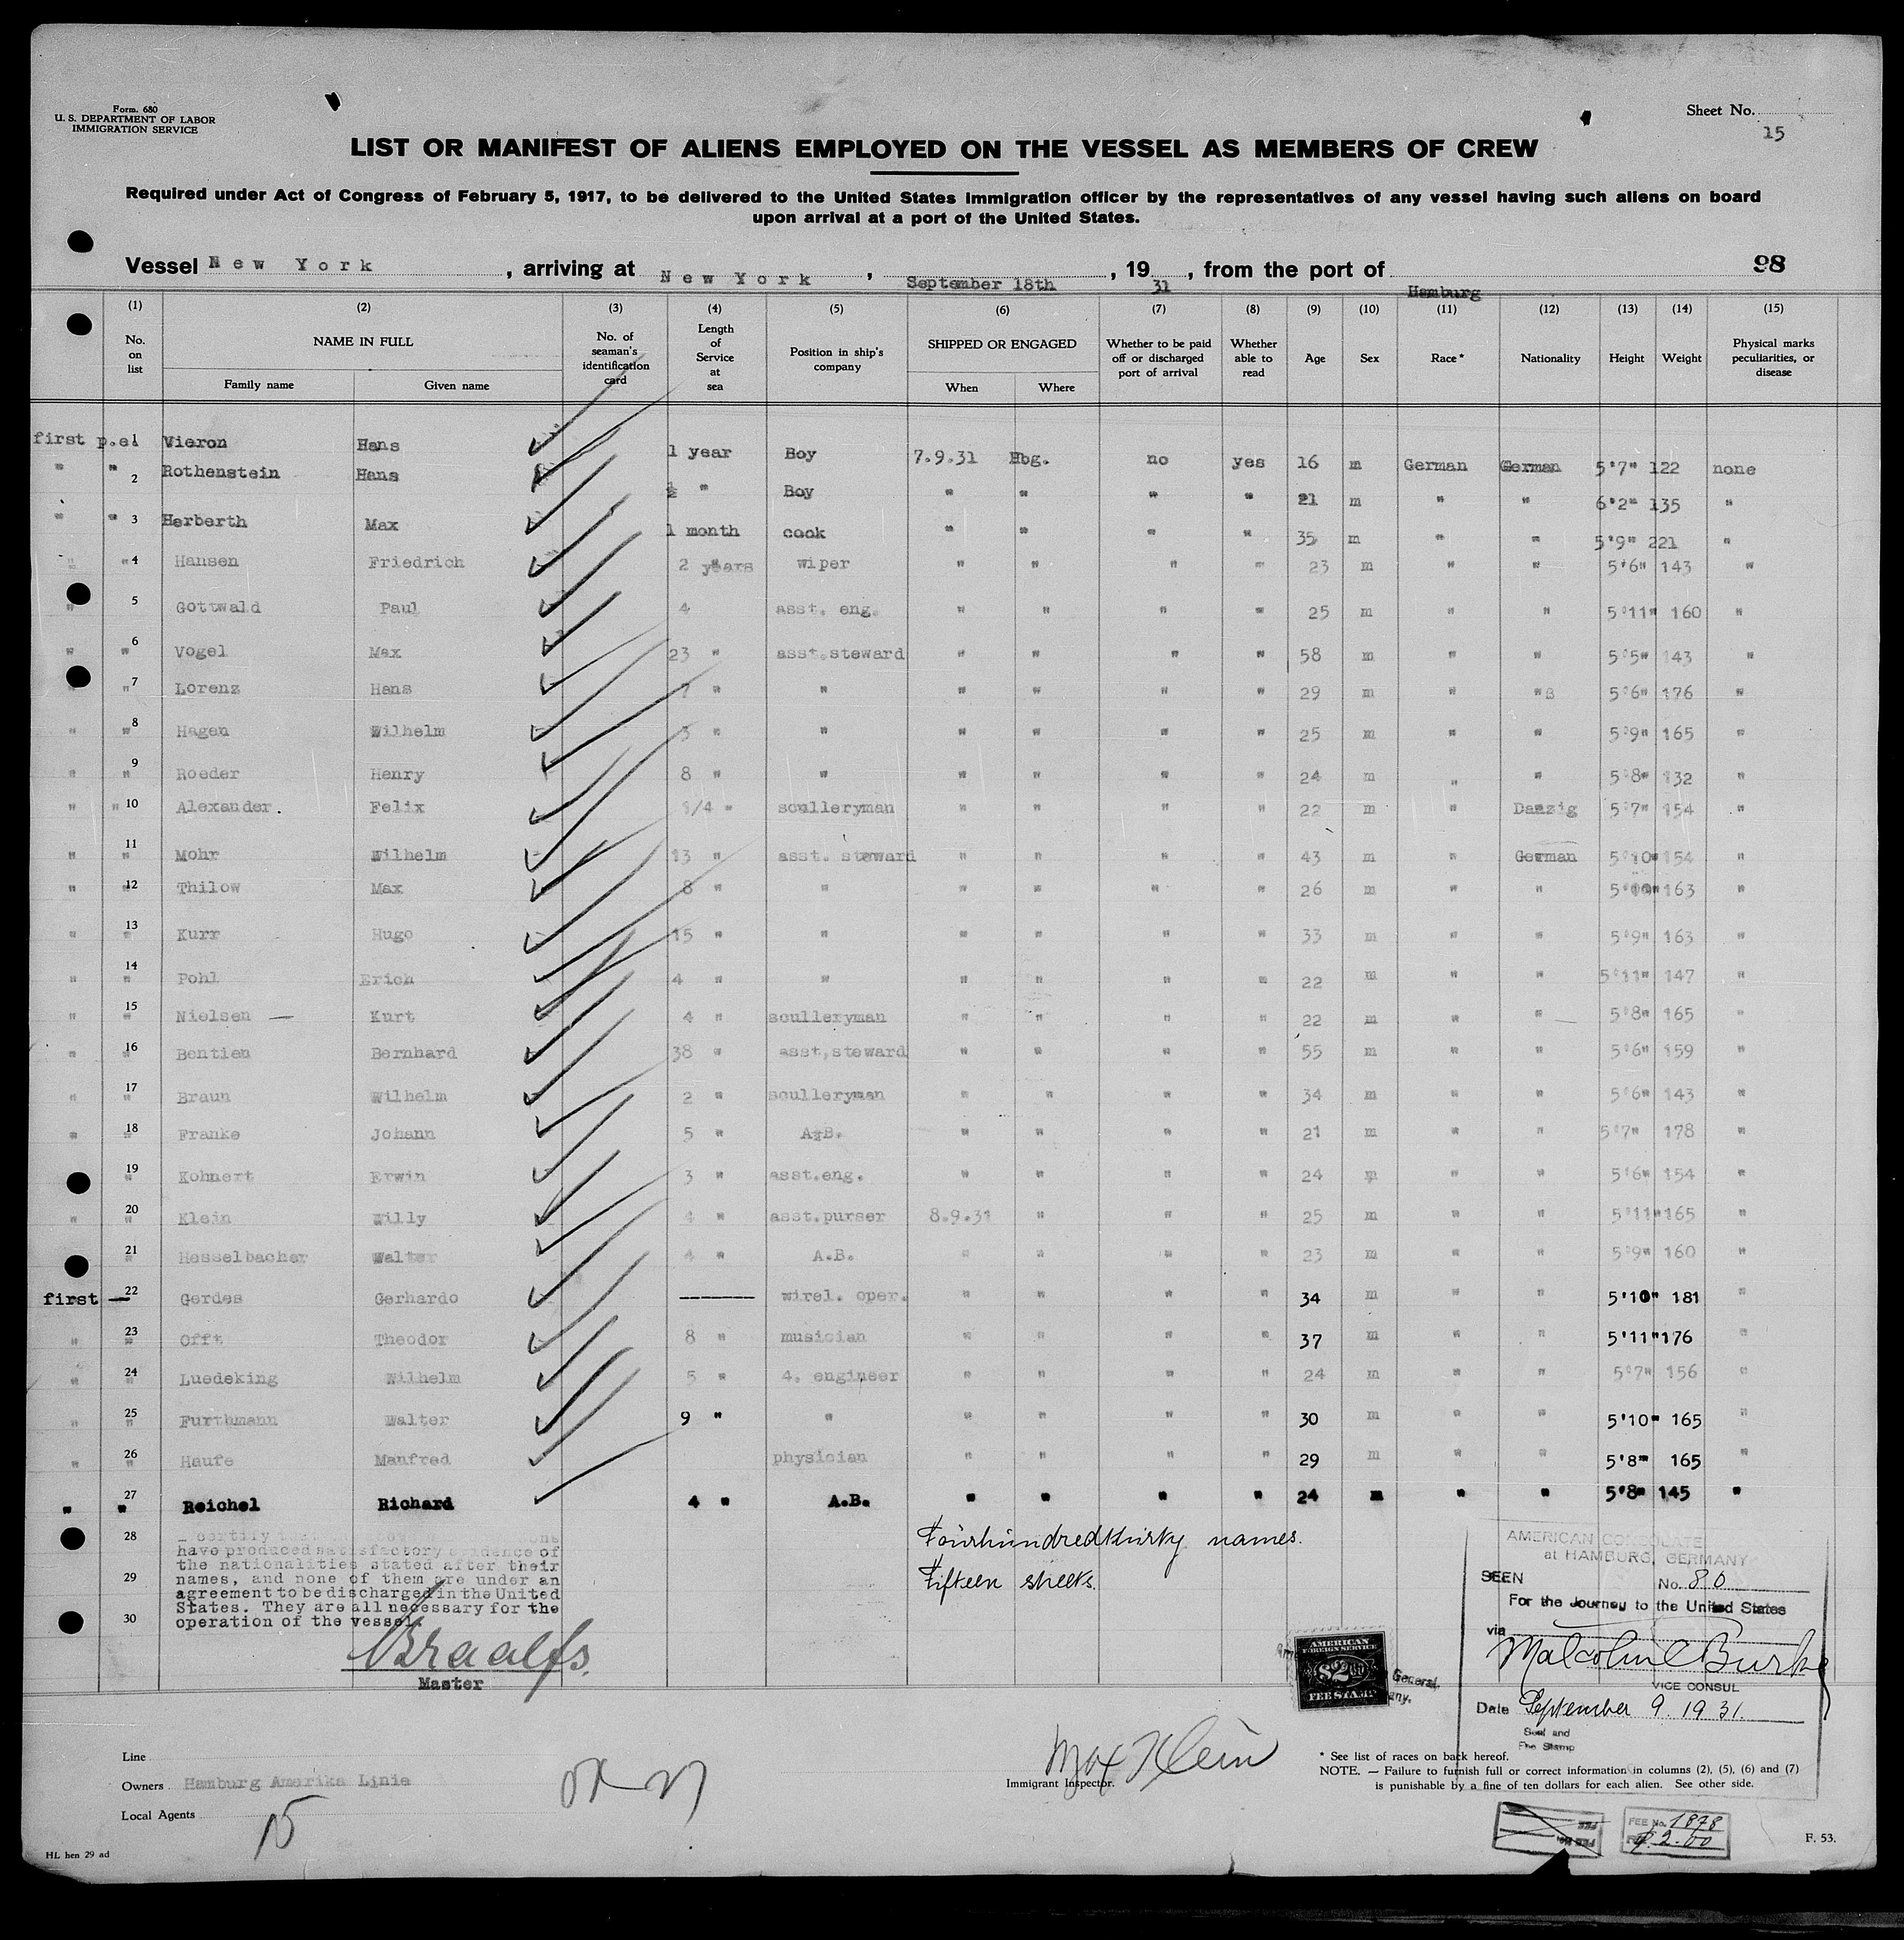 Form. 680
U. S. DEPARTMENT OF LABOR
IMMIGRATION SERVICE
Sheet No.
15
LIST OR MANIFEST OF ALIENS EMPLOYED ON THE VESSEL AS MEMBERS OF CREW
Required under Act of Congress of February 5, 1917, to be delivered to the United States immigration officer by the representatives of any vessel having such aliens on board
upon arrival at a port of the United States.
Vessel New York, arriving at New York, September 18th, 1931, from the port of Hamburg 98
(1) (2) (3) (4) (5) (6) (7) (8) (9) (10) (11) (12) (13) (14) (15)
No. on list NAME IN FULL Family name Given name No. of seaman's identification card Length of Service at sea Position in ship's company SHIPPED OR ENGAGED When Where Whether to be paid off or discharged port of arrival Whether able to read Age Sex Race* Nationality Height Weight Physical marks peculiarities, or disease
first p.el 1 Vieron Hans 1 year Boy 7.9.31 Hbg. no yes 16 m German German 5'7" 122 none
" " 2 Rothenstein Hans ½ " Boy " " " " 21 m " " 6'2" 135 "
" " 3 Herberth Max 1 month cook " " " " 35 m " " 5'9" 221 "
" " 4 Hansen Friedrich 2 years wiper " " " " 23 m " " 5'6" 143 "
" 5 Gottwald Paul 4 asst. eng. " " " " 25 m " " 5'11" 160 "
" " 6 Vogel Max 23 " asst.steward " " " " 58 m " " 5'5" 143 "
" " 7 Lorenz Hans 7 " " " " " " 29 m " " 5'6" 176 "
" " 8 Hagen Wilhelm 5 " " " " " " 25 m " " 5'9" 165 "
" " 9 Roeder Henry 8 " " " " " " 24 m " " 5'8" 132 "
" " 10 Alexander. Felix 1/4 " sculleryman " " " " 22 m " Danzig 5'7" 154 "
" " 11 Mohr Wilhelm 13 " asst. steward " " " " 43 m " German 5'10" 154 "
" " 12 Thilow Max 8 " " " " " " 26 m " " 5'10" 163 "
" " 13 Kurr Hugo 15 " " " " " " 33 m " " 5'9" 163 "
" " 14 Pohl Erich 4 " " " " " " 22 m " " 5'11" 147 "
" " 15 Nielsen — Kurt 4 " sculleryman " " " " 22 m " " 5'8" 165 "
" " 16 Bentien Bernhard 38 " asst,steward " " " " 55 m " " 5'6" 159 "
" " 17 Braun Wilhelm 2 " sculleryman " " " " 34 m " " 5'6" 143 "
" " 18 Franke Johann 5 " A.B. " " " " 21 m " " 5'7" 178 "
" " 19 Kohnert Erwin 3 " asst.eng. " " " " 24 m " " 5'6" 154 "
" " 20 Klein Willy 4 " asst.purser 8.9.31 " " " 25 m " " 5'11" 165 "
" " 21 Hesselbacher Walter 4 " A.B. " " " " 23 m " " 5'9" 160 "
first — 22 Gerdes Gerhardo ------- wirel. oper. " " " " 34 m " " 5'10" 181 "
" " 23 Offt Theodor 8 " musician " " " " 37 m " " 5'11" 176 "
" " 24 Luedeking Wilhelm 5 " 4. engineer " " " " 24 m " " 5'7" 156 "
" " 25 Furthmann Walter 9 " " " " " " 30 m " " 5'10" 165 "
" " 26 Haufe Manfred physician " " " " 29 m " " 5'8" 165 "
" " 27 Reichel Richard 4 " A.B. " " " " 24 m " " 5'8" 145 "
28
29
30
I certify that
have produced satisfactory evidence of
the nationalities stated after their
names, and none of them are under an
agreement to be discharged in the United
States. They are all necessary for the
operation of the vessel.
Braalfs.
Master
Fourhundredthirky names.
Fifteen sheets.
AMERICAN CONSULATE
at HAMBURG, GERMANY
SEEN
No. 80
For the Journey to the United States
via
Malcolm C Burke
VICE CONSUL
Date September 9. 1931.
Seal and
Fee Stamp
AMERICAN
FOREIGN SERVICE
$2.00
FEE STAMP
General,
any.
Line
Owners Hamburg Amerika Linie
Local Agents
15
OK 27
Max Klein
Immigrant Inspector.
* See list of races on back hereof.
NOTE. — Failure to furnish full or correct information in columns (2), (5), (6) and (7)
is punishable by a fine of ten dollars for each alien. See other side.
FEE No. 1878
FEE $2.00
HL hen 29 ad
F. 53.